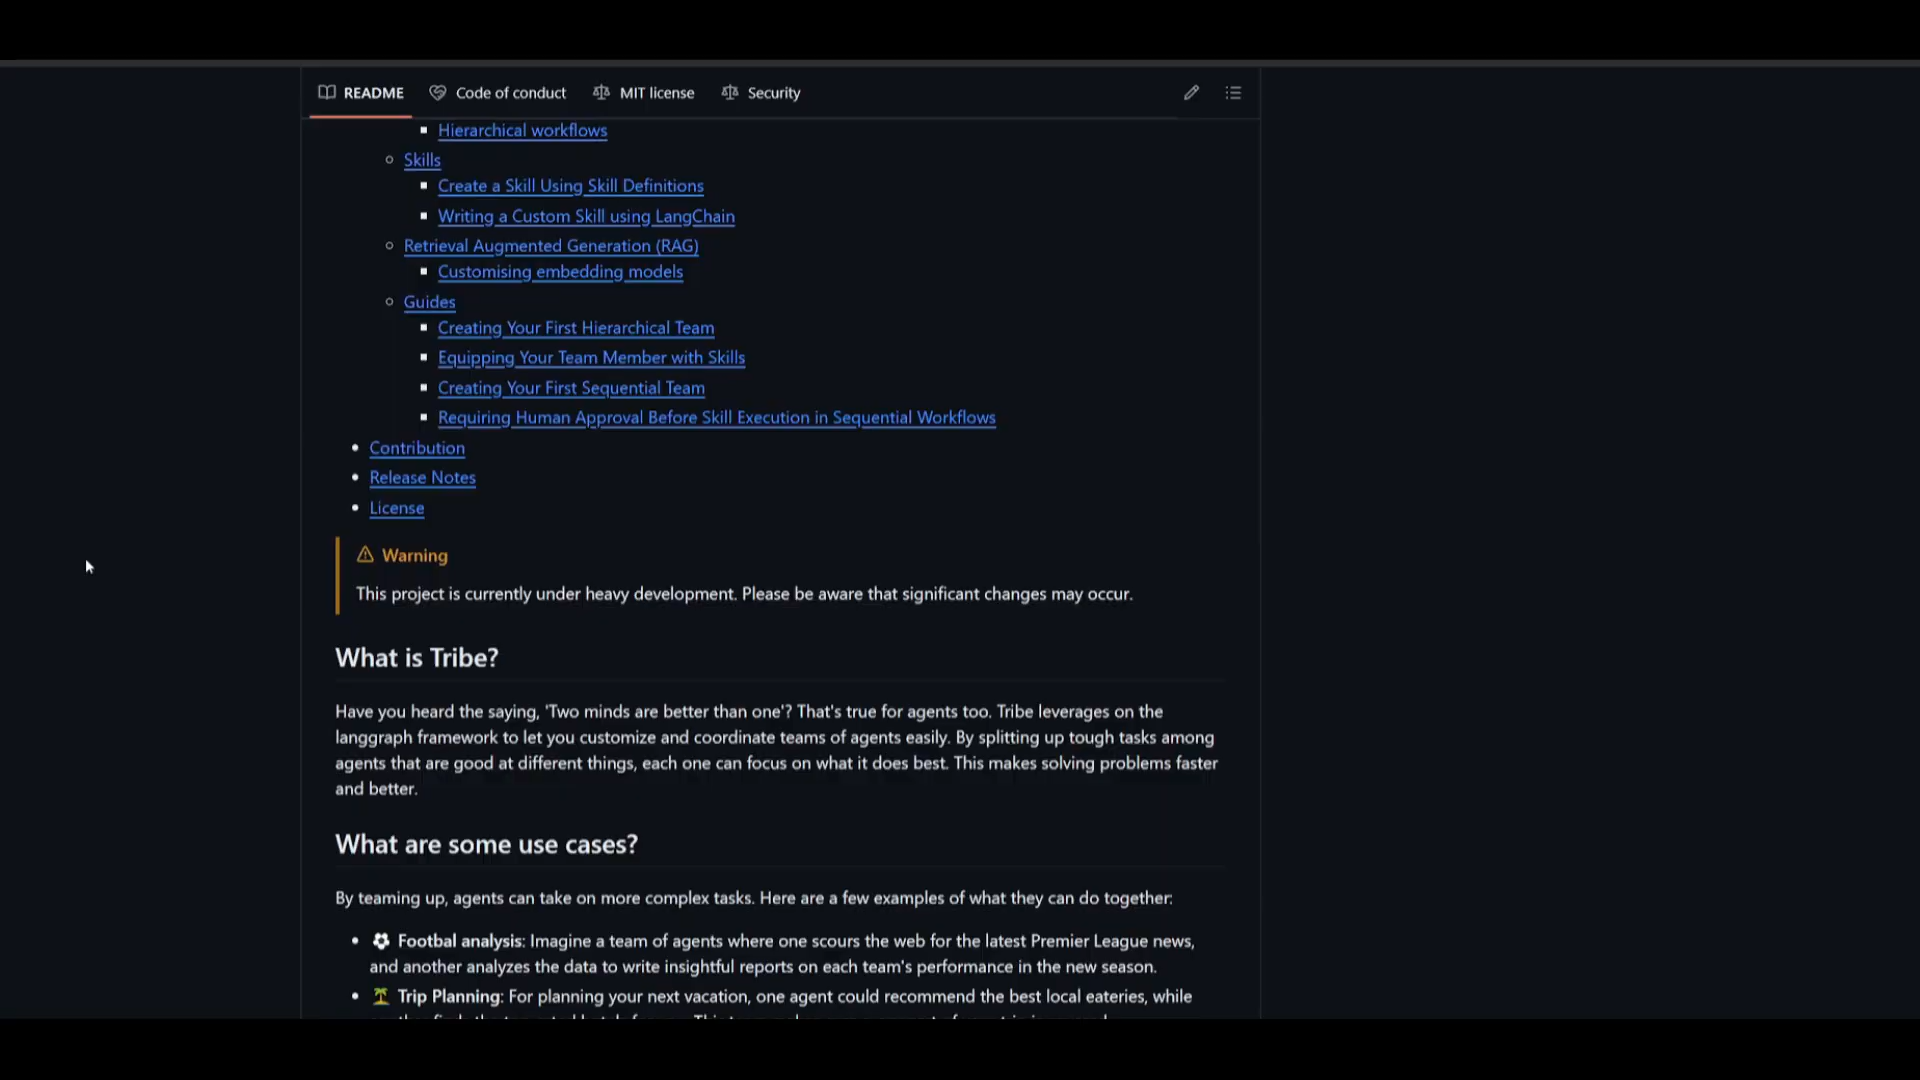 README Code of conduct MIT license Security
Hierarchical workflows
Skills
Create a Skill Using Skill Definitions
Writing a Custom Skill using LangChain
Retrieval Augmented Generation (RAG)
Customising embedding models
Guides
Creating Your First Hierarchical Team
Equipping Your Team Member with Skills
Creating Your First Sequential Team
Requiring Human Approval Before Skill Execution in Sequential Workflows
Contribution
Release Notes
License
Warning
This project is currently under heavy development. Please be aware that significant changes may occur.
What is Tribe?
Have you heard the saying, 'Two minds are better than one'? That's true for agents too. Tribe leverages on the
langgraph framework to let you customize and coordinate teams of agents easily. By splitting up tough tasks among
agents that are good at different things, each one can focus on what it does best. This makes solving problems faster
and better.
What are some use cases?
By teaming up, agents can take on more complex tasks. Here are a few examples of what they can do together:
Footbal analysis: Imagine a team of agents where one scours the web for the latest Premier League news,
and another analyzes the data to write insightful reports on each team's performance in the new season.
Trip Planning: For planning your next vacation, one agent could recommend the best local eateries, while